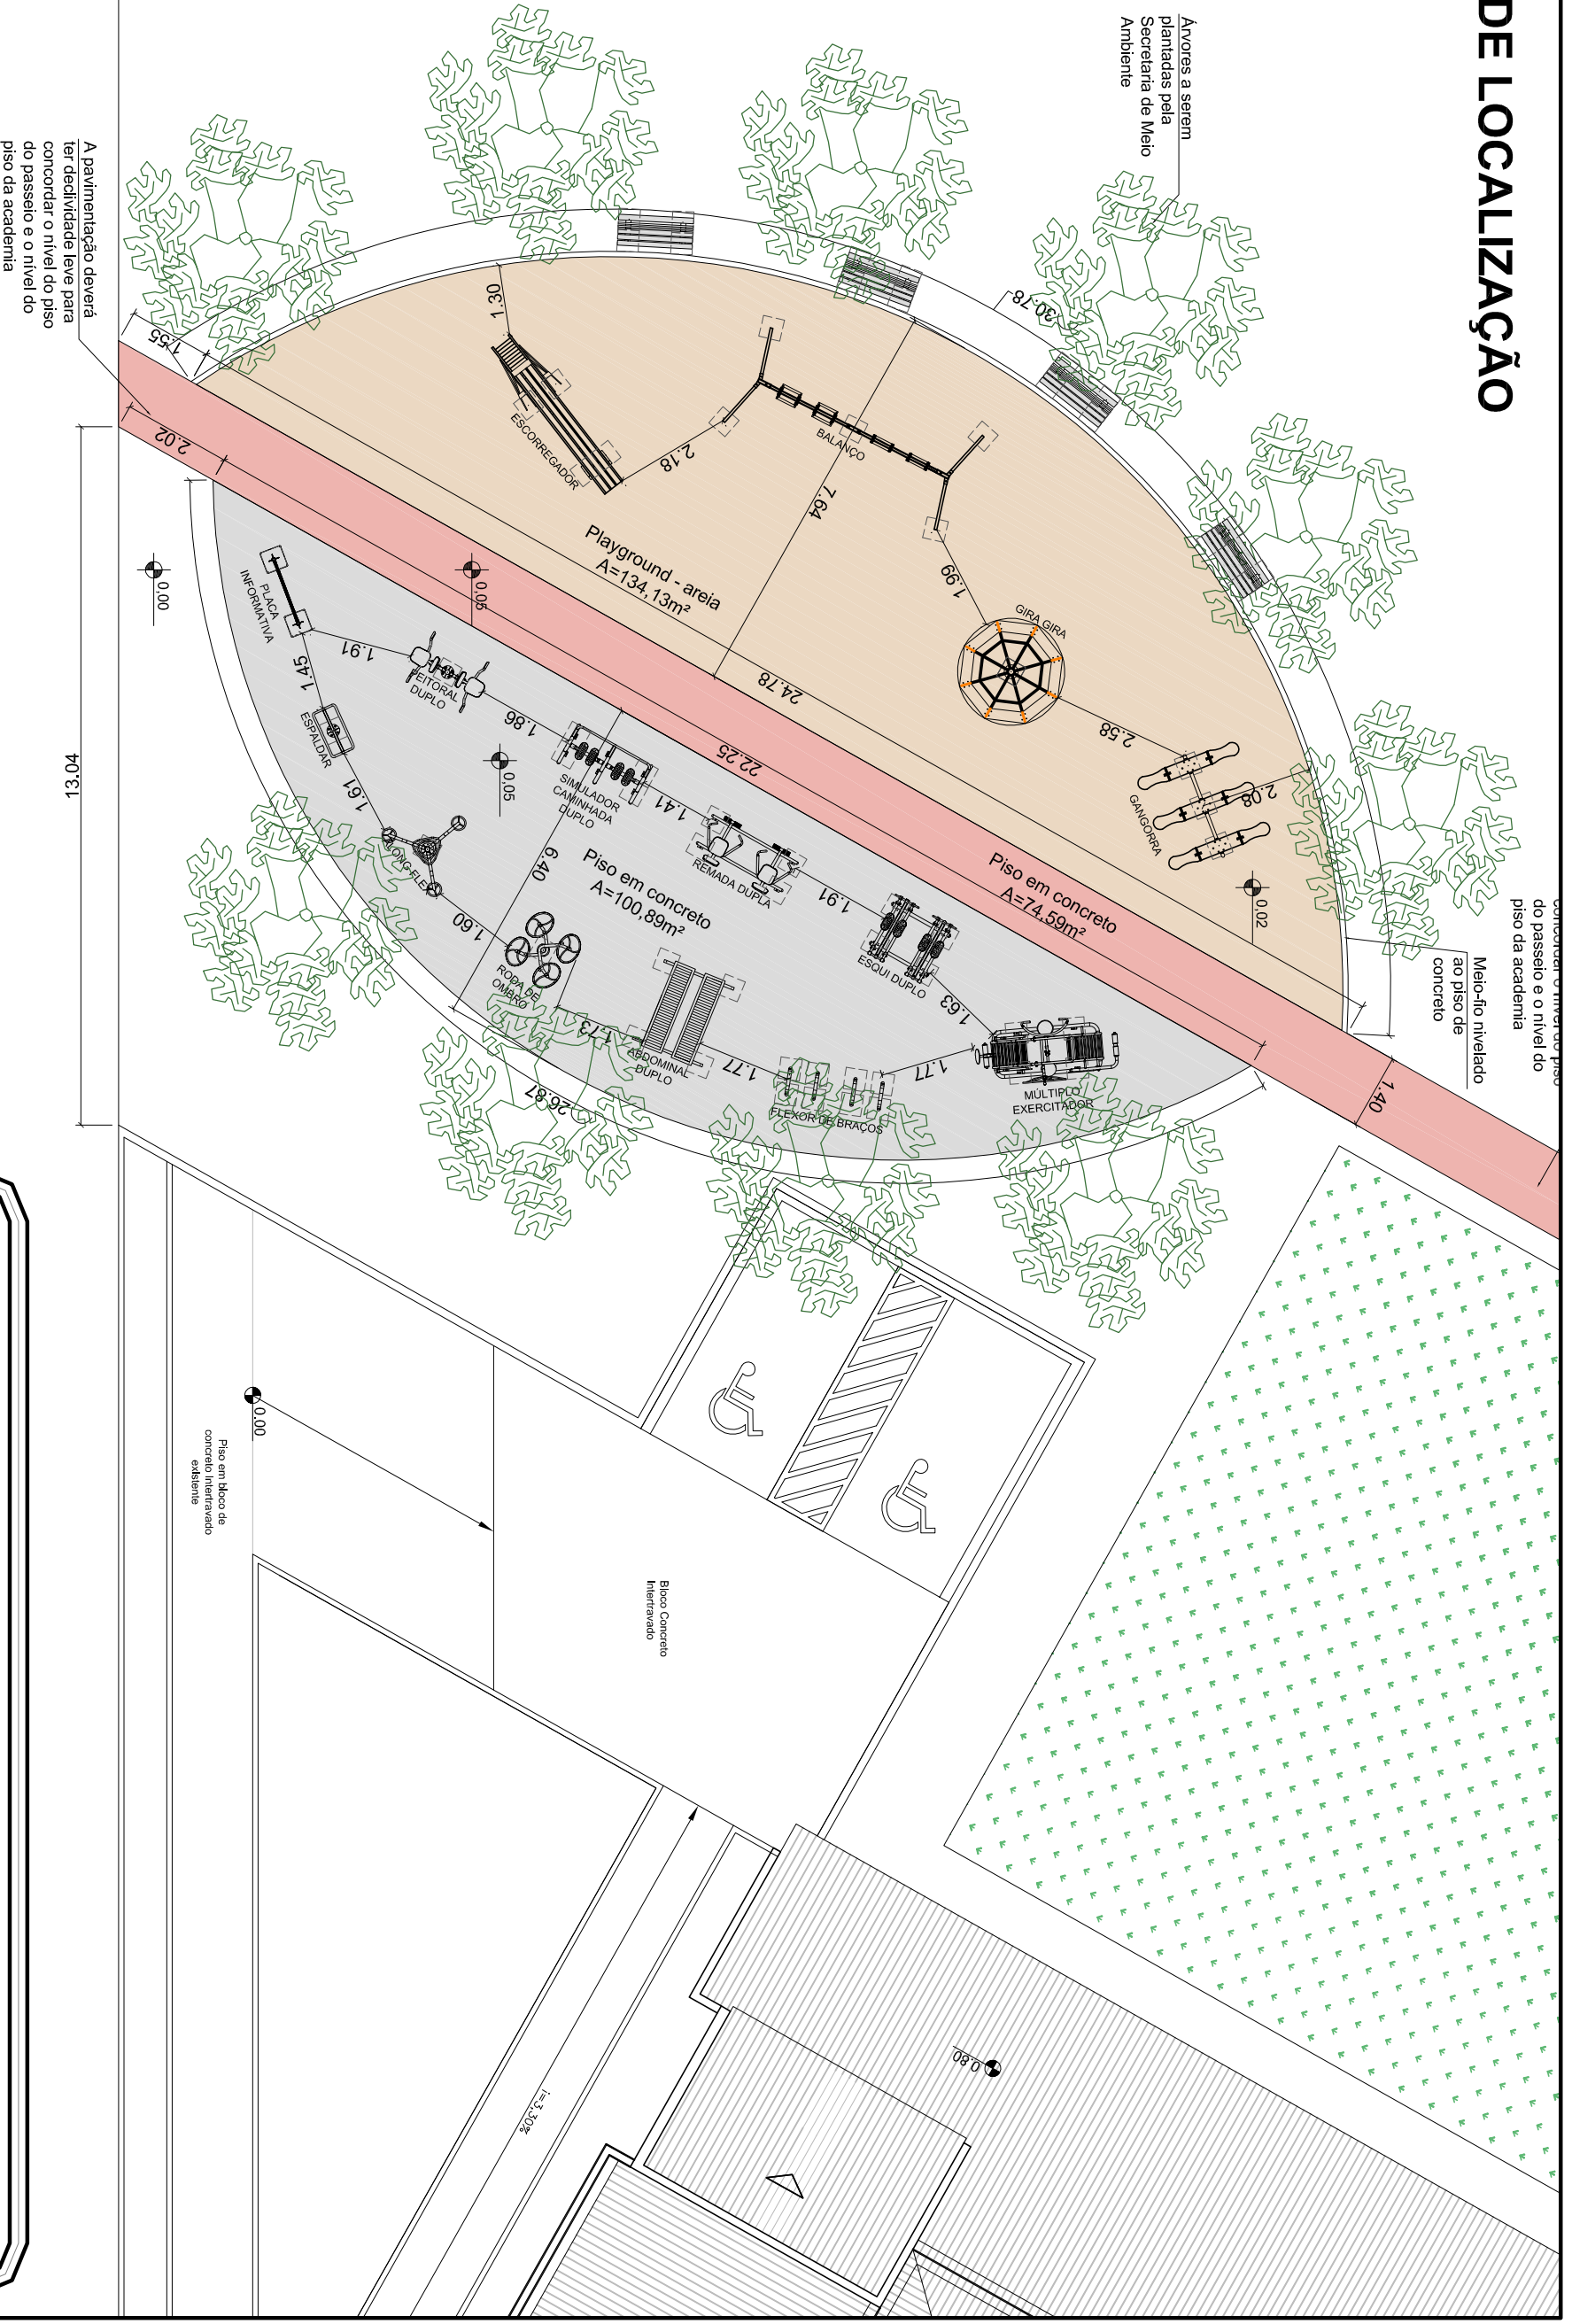 DE LOCALIZAÇÃO
Árvores a serem
plantadas pela
Secretaria de Meio
Ambiente
A pavimentação deverá
ter declividade leve para
concordar o nível do piso
do passeio e o nível do
piso da academia
do passeio e o nível do
piso da academia
Meio-fio nivelado
ao piso de
concreto
30.78
1.30
1.55
2.02
ESCORREGADOR
2.18
BALANÇO
7.64
Playground - areia
A=134,13m²
1.99
GIRA GIRA
2.58
GANGORRA
2.08
0.02
24.78
22.25
Piso em concreto
A=74,59m²
1.40
0.05
0.00
PLACA
INFORMATIVA
1.91
1.45
PEITORAL
DUPLO
ESPALDAR
1.86
0.05
1.61
SIMULADOR
CAMINHADA
DUPLO
1.41
LONG FLEX
6.40
Piso em concreto
A=100,89m²
REMADA DUPLA
1.91
1.60
RODA DE
OMBRO
ESQUI DUPLO
1.63
1.73
ABDOMINAL
DUPLO
1.77
FLEXOR DE BRAÇOS
1.77
MÚLTIPLO
EXERCITADOR
26.87
13.04
0.00
Piso em bloco de
concreto Intertravado
existente
Bloco Concreto
Intertravado
0.80
i=3,30%